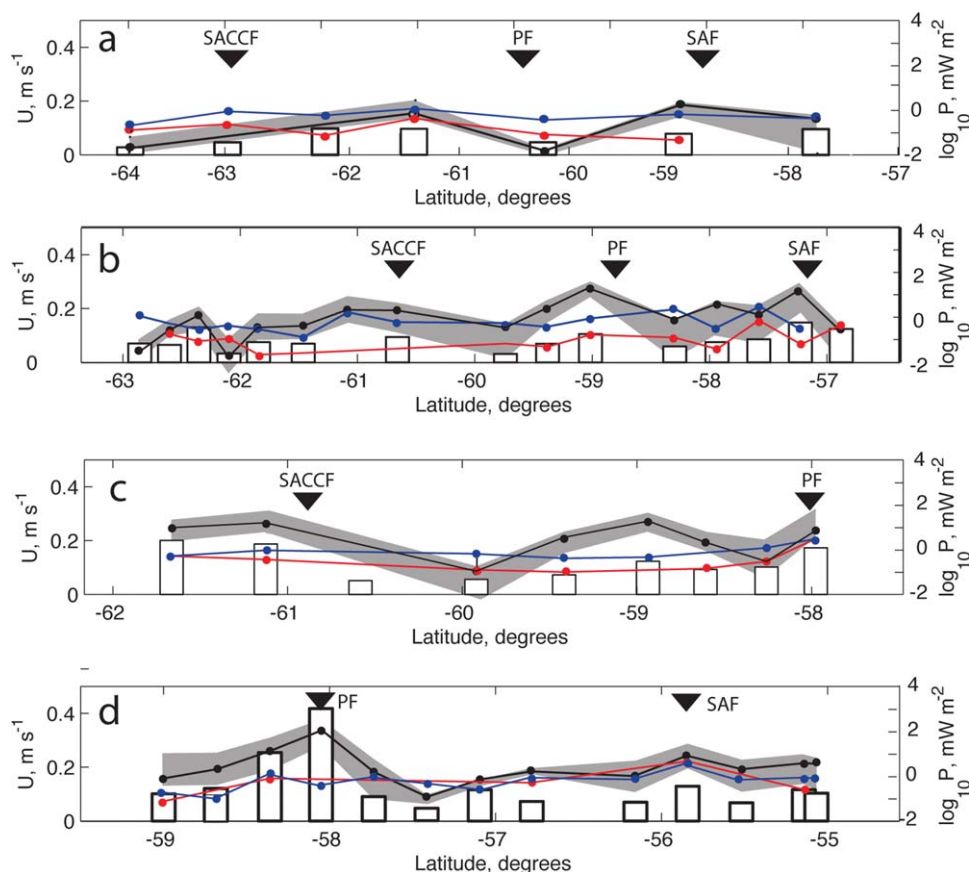 a
SACCF PF SAF
U, m s-1
0.4
0.2
0
4
2
0
-2
log10 P, mW m-2
-64 -63 -62 -61 -60 -59 -58 -57
Latitude, degrees
b
SACCF PF SAF
U, m s-1
0.4
0.2
0
4
2
0
-2
log10 P, mW m-2
-63 -62 -61 -60 -59 -58 -57
Latitude, degrees
c
SACCF PF
U, m s-1
0.4
0.2
0
4
2
0
-2
log10 P, mW m-2
-62 -61 -60 -59 -58
Latitude, degrees
d
PF SAF
U, m s-1
0.4
0.2
0
4
2
0
-2
log10 P, mW m-2
-59 -58 -57 -56 -55
Latitude, degrees